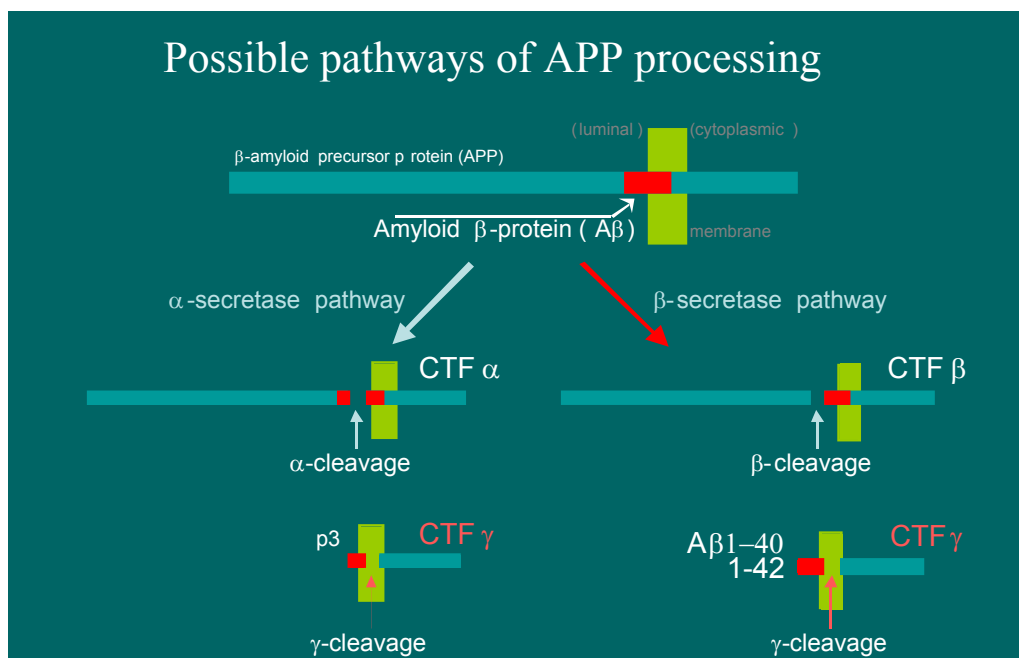 Possible pathways of APP processing
(luminal ) (cytoplasmic )
β-amyloid precursor p rotein (APP)
Amyloid β-protein ( Aβ)
membrane
α-secretase pathway
β-secretase pathway
CTF α
CTF β
α-cleavage
β-cleavage
p3
CTF γ
Aβ1–40
1-42
CTF γ
γ-cleavage
γ-cleavage